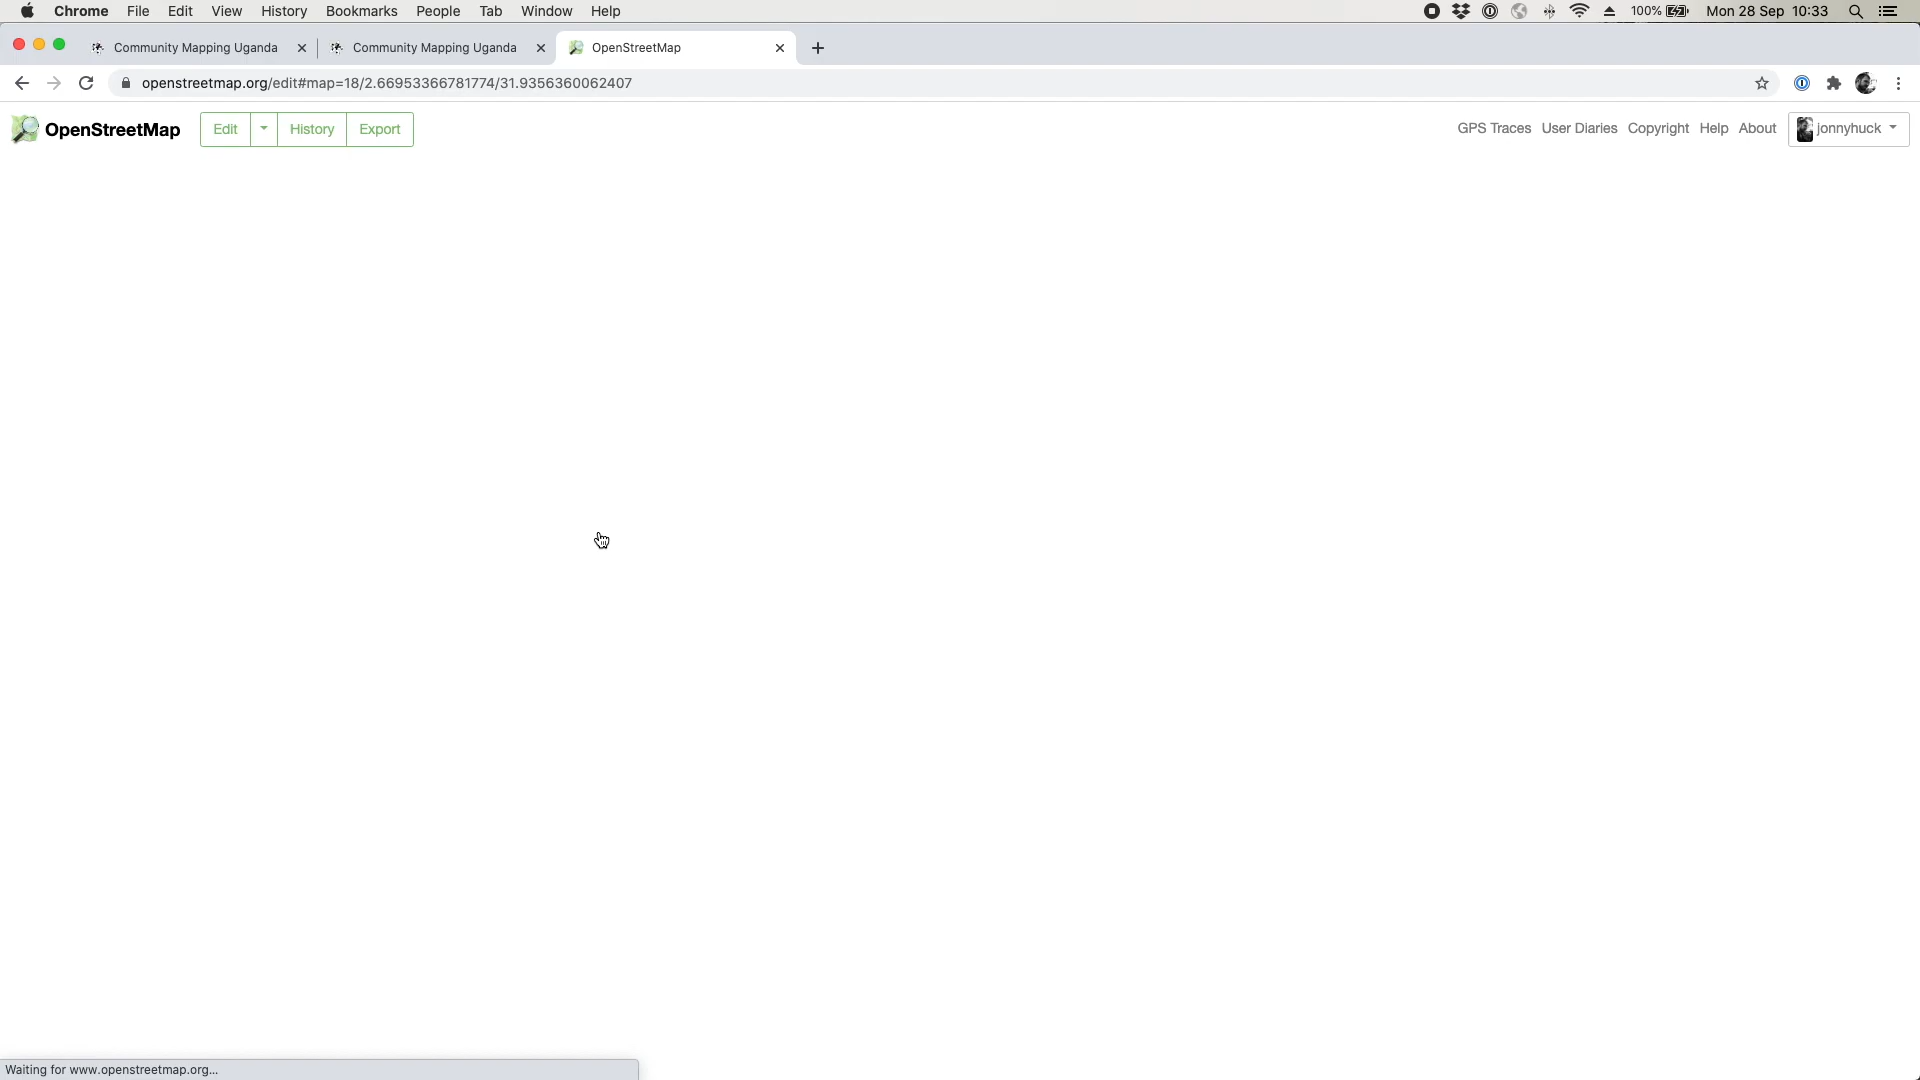 Chrome File Edit View History Bookmarks People Tab Window Help 100% Mon 28 Sep 10:33
Community Mapping Uganda Community Mapping Uganda OpenStreetMap
openstreetmap.org/edit#map=18/2.66953366781774/31.9356360062407
OpenStreetMap Edit History Export GPS Traces User Diaries Copyright Help About jonnyhuck
Waiting for www.openstreetmap.org...